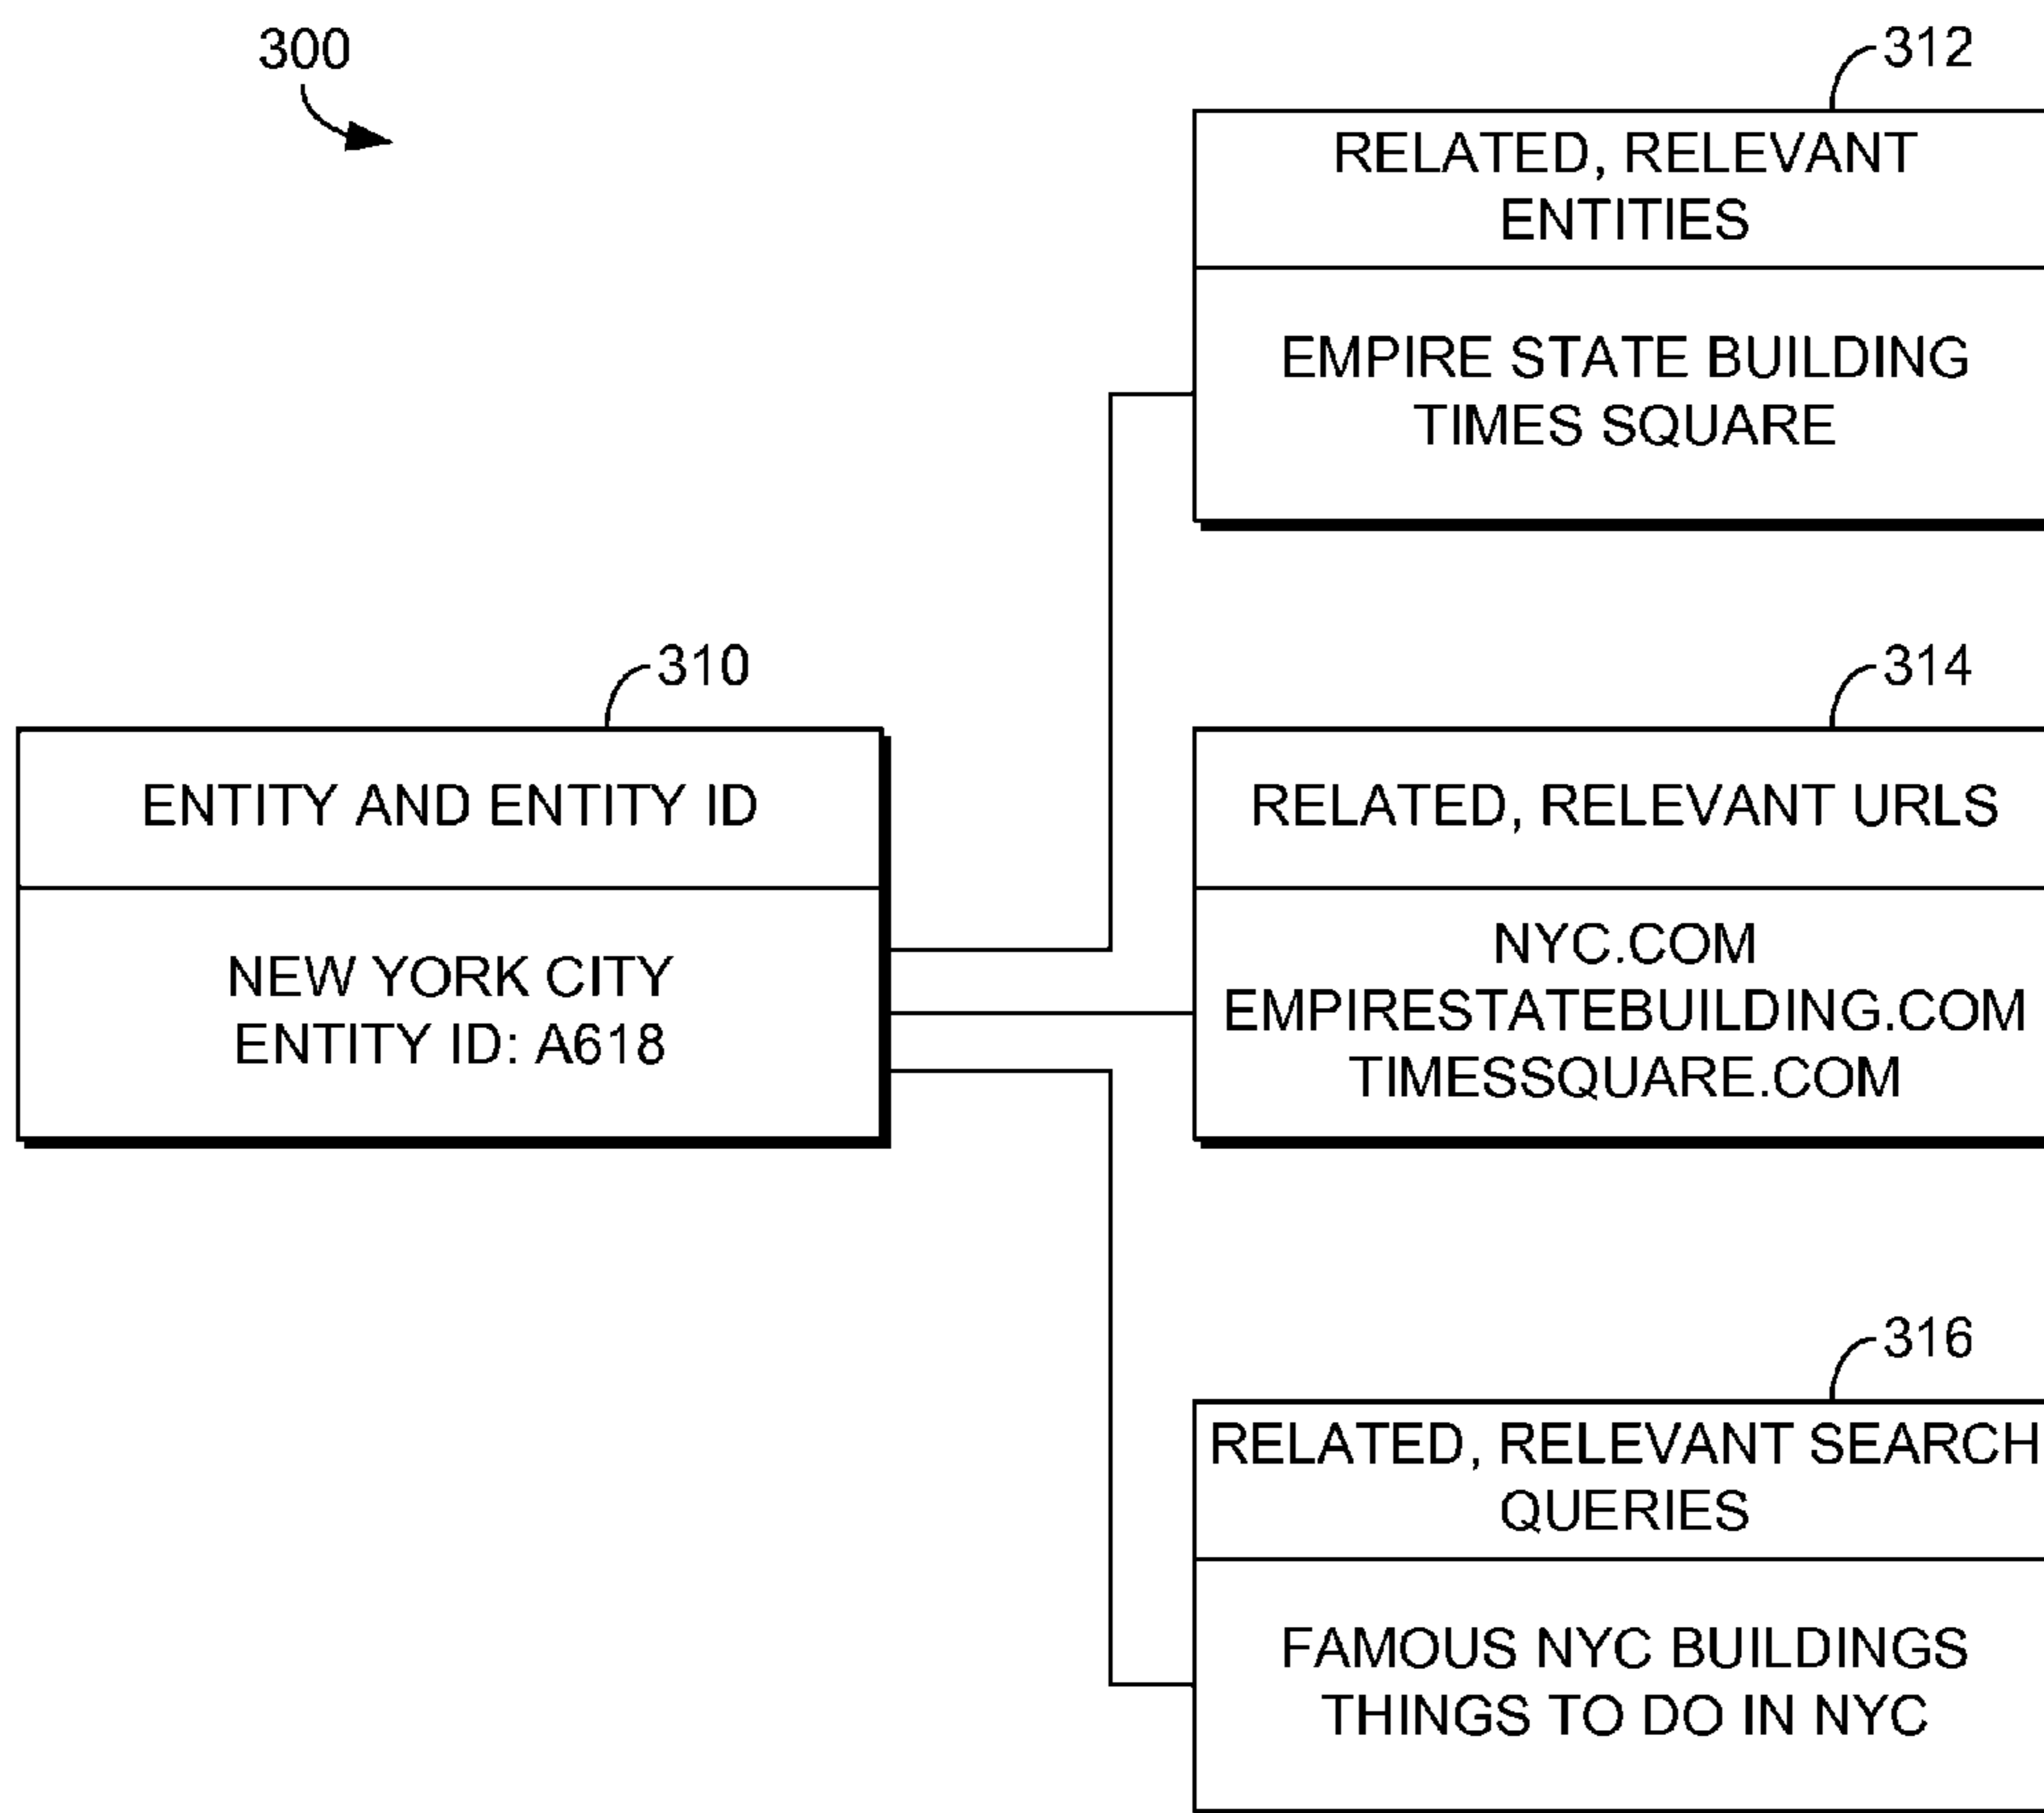 300
312
RELATED, RELEVANT
ENTITIES
EMPIRE STATE BUILDING
TIMES SQUARE
310
ENTITY AND ENTITY ID
NEW YORK CITY
ENTITY ID: A618
314
RELATED, RELEVANT URLS
NYC.COM
EMPIRESTATEBUILDING.COM
TIMESSQUARE.COM
316
RELATED, RELEVANT SEARCH
QUERIES
FAMOUS NYC BUILDINGS
THINGS TO DO IN NYC